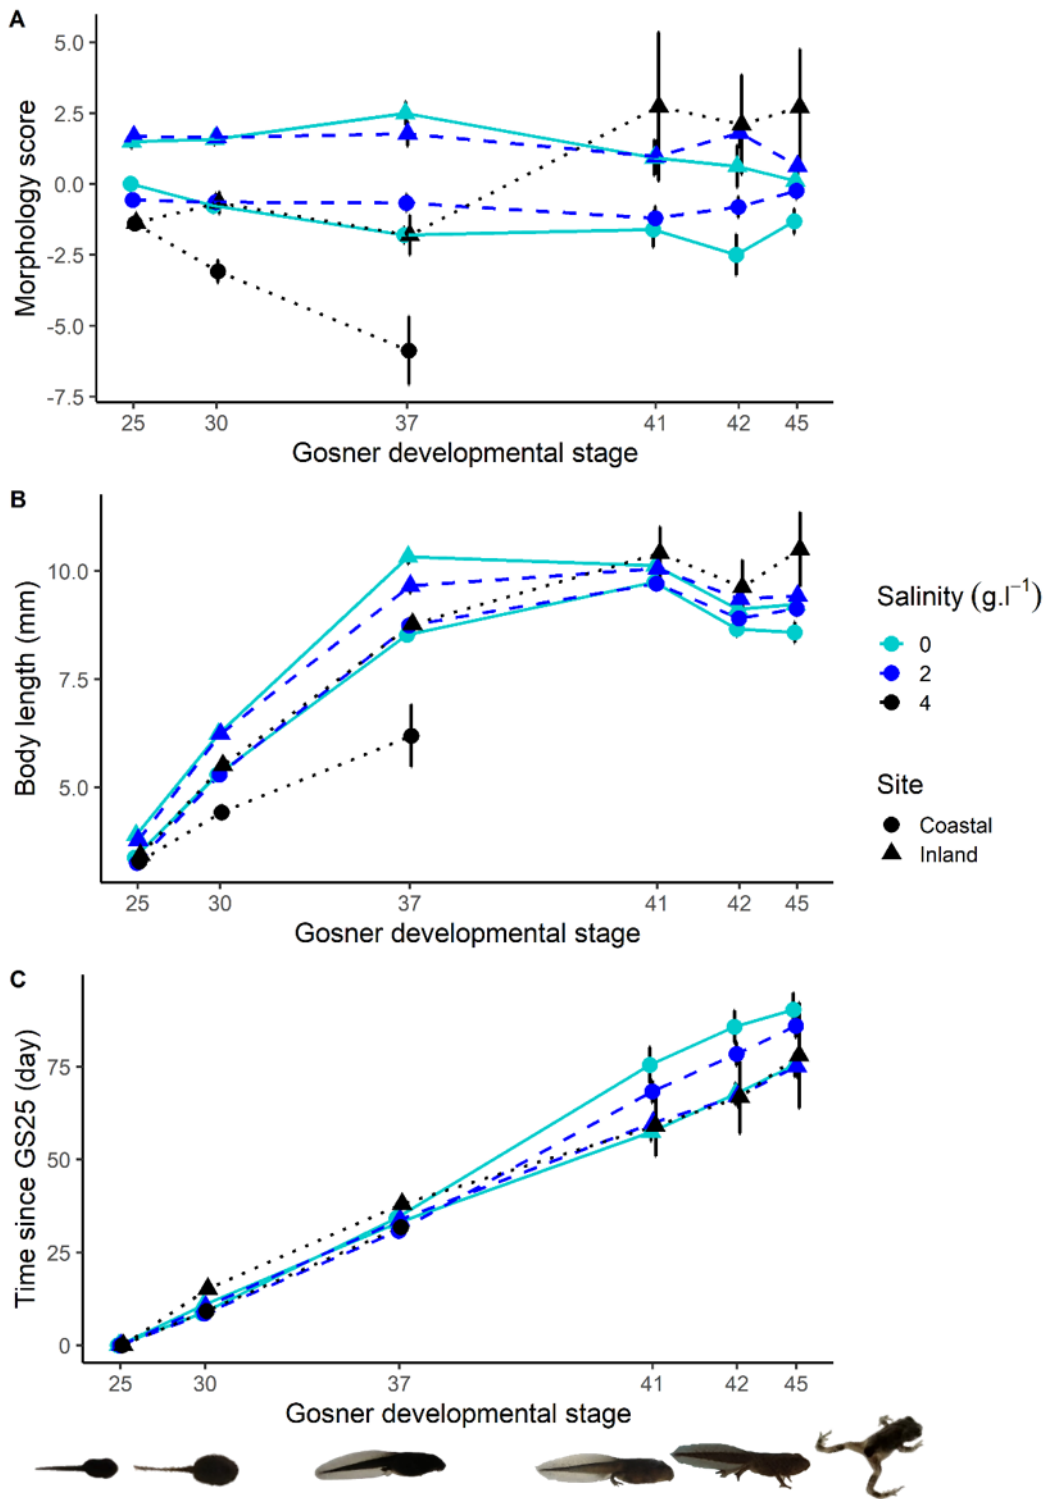 A
Morphology score
5.0
2.5
0.0
-2.5
-5.0
-7.5
25 30 37 41 42 45
Gosner developmental stage
B
Body length (mm)
10.0
7.5
5.0
25 30 37 41 42 45
Gosner developmental stage
Salinity (g.l⁻¹)
0
2
4
Site
Coastal
Inland
C
Time since GS25 (day)
75
50
25
0
25 30 37 41 42 45
Gosner developmental stage